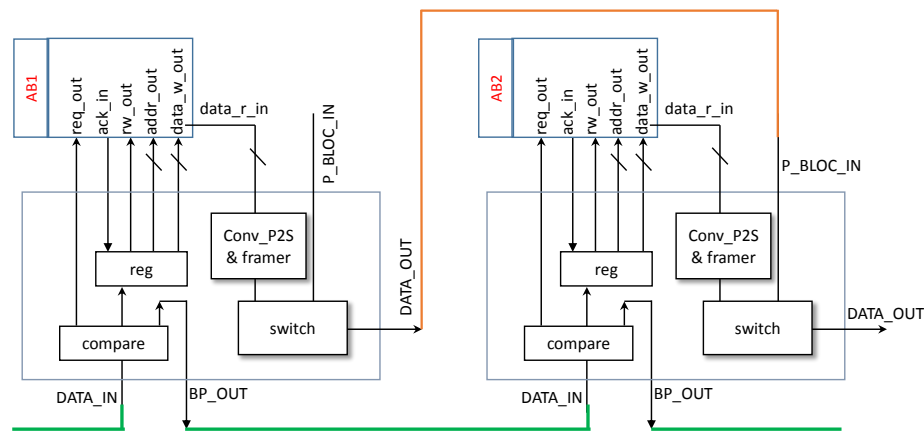 AB1
req_out
ack_in
rw_out
addr_out
data_w_out
data_r_in
P_BLOC_IN
Conv_P2S
& framer
reg
switch
compare
DATA_OUT
DATA_IN
BP_OUT
AB2
req_out
ack_in
rw_out
addr_out
data_w_out
data_r_in
P_BLOC_IN
Conv_P2S
& framer
reg
switch
compare
DATA_OUT
DATA_IN
BP_OUT